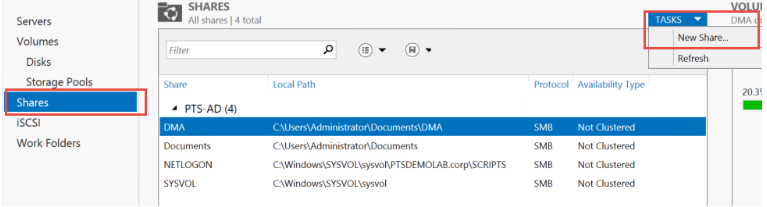 Servers
Volumes
Disks
Storage Pools
Shares
iSCSI
Work Folders
SHARES
All shares | 4 total
TASKS
New Share...
Refresh
Filter
Share Local Path Protocol Availability Type
PTS-AD (4)
DMA C:\Users\Administrator\Documents\DMA SMB Not Clustered
Documents C:\Users\Administrator\Documents SMB Not Clustered
NETLOGON C:\Windows\SYSVOL\sysvol\PTSDEMOLAB.corp\SCRIPTS SMB Not Clustered
SYSVOL C:\Windows\SYSVOL\sysvol SMB Not Clustered
VOLU
DMA o
20.3%